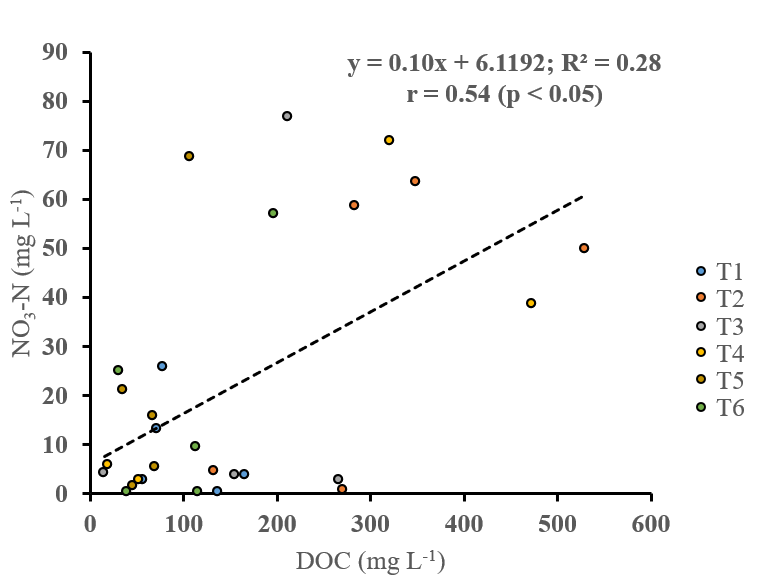 y = 0.10x + 6.1192; R² = 0.28
r = 0.54 (p < 0.05)
90
80
70
60
50
40
30
20
10
0
NO₃-N (mg L⁻¹)
0 100 200 300 400 500 600
DOC (mg L⁻¹)
T1
T2
T3
T4
T5
T6